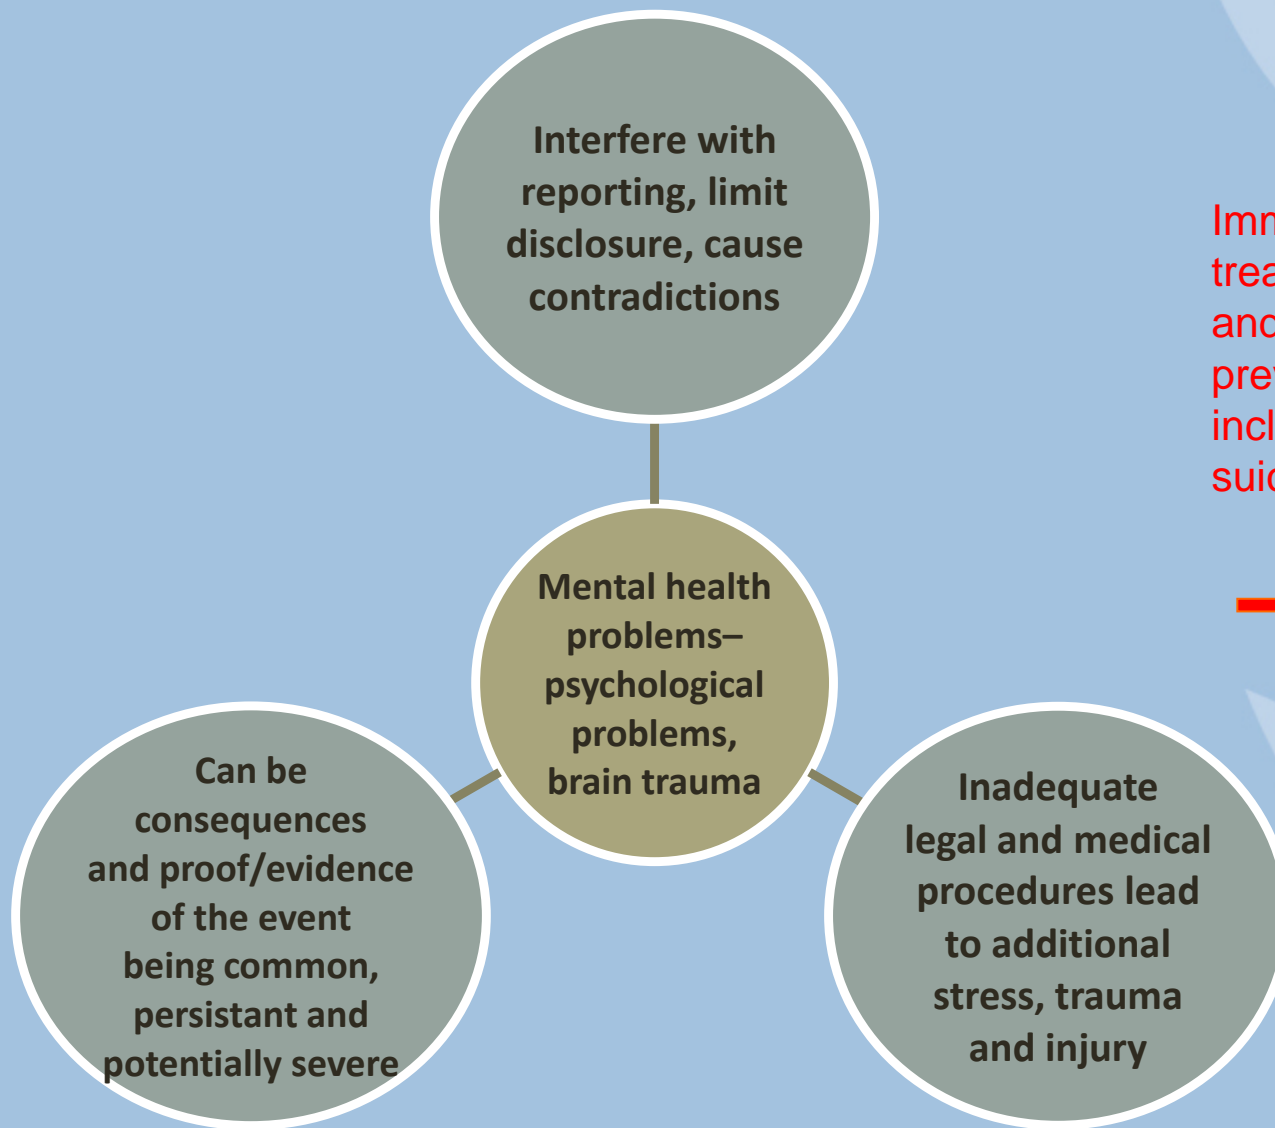 Interfere with
reporting, limit
disclosure, cause
contradictions
Mental health
problems–
psychological
problems,
brain trauma
Can be
consequences
and proof/evidence
of the event
being common,
persistant and
potentially severe
Inadequate
legal and medical
procedures lead
to additional
stress, trauma
and injury
and